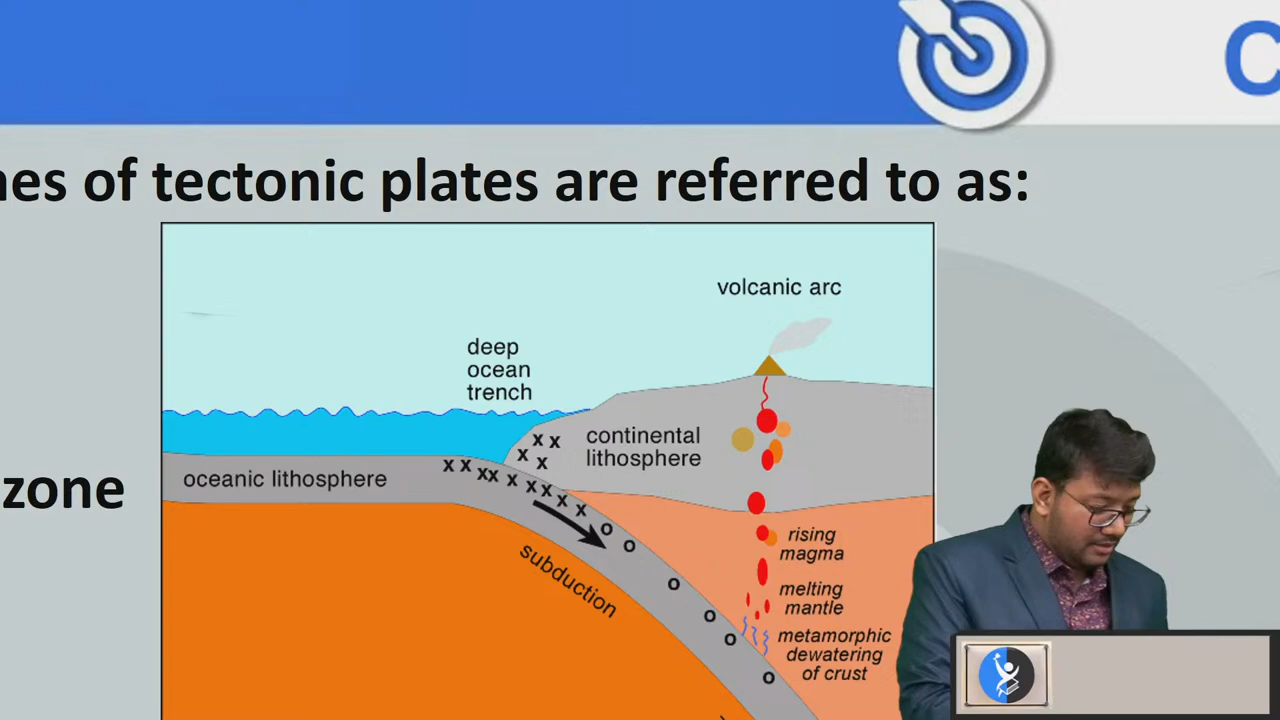 of tectonic plates are referred to as:
volcanic arc
deep
ocean
trench
continental
lithosphere
oceanic lithosphere
zone
x x x x x x x x x x x x x
subduction
rising
magma
melting
mantle
metamorphic
dewatering
of crust
o o o o o o